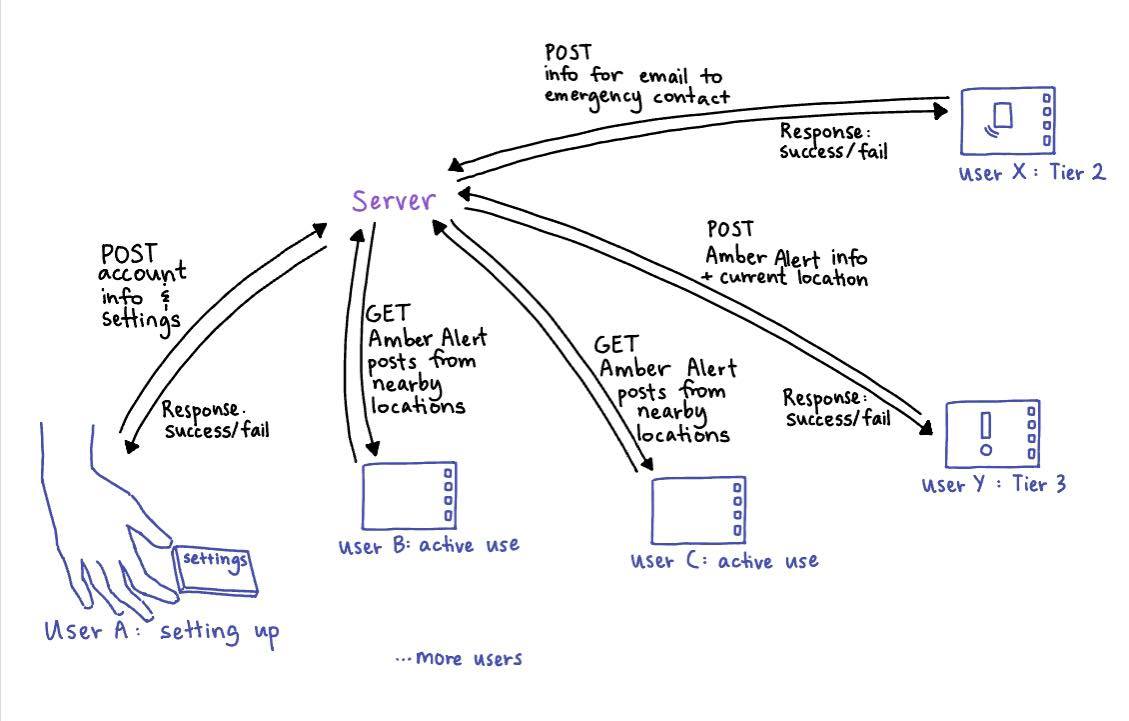 POST
info for email to
emergency contact
Response:
success/fail
User X: Tier 2
Server
POST
account
info &
settings
Response.
success/fail
GET
Amber Alert
posts from
nearby
locations
GET
Amber Alert
posts from
nearby
locations
POST
Amber Alert info
+ current location
Response:
success/fail
User Y: Tier 3
settings
User A: setting up
User B: active use
User C: active use
...more users